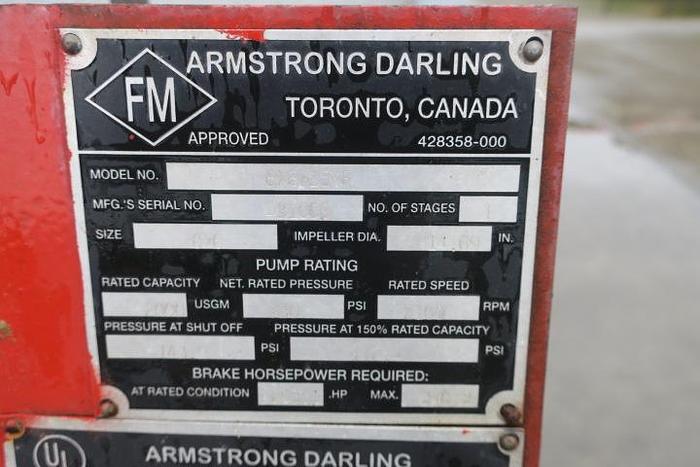 ARMSTRONG DARLING
FM
TORONTO, CANADA
APPROVED 428358-000
MODEL NO.
MFG.'S SERIAL NO. NO. OF STAGES 1
SIZE IMPELLER DIA. IN.
PUMP RATING
RATED CAPACITY NET. RATED PRESSURE RATED SPEED
USGM PSI RPM
PRESSURE AT SHUT OFF PRESSURE AT 150% RATED CAPACITY
PSI PSI
BRAKE HORSEPOWER REQUIRED:
AT RATED CONDITION .HP MAX.
UL
ARMSTRONG DARLING